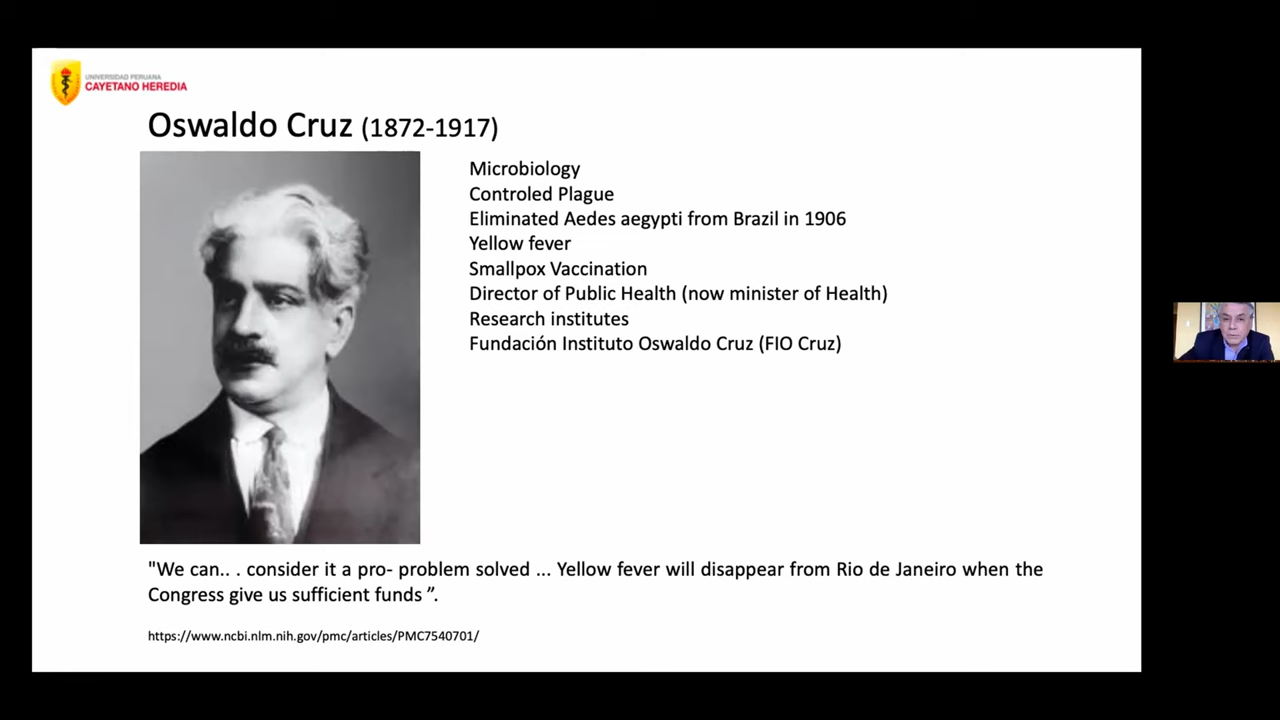 UNIVERSIDAD PERUANA
CAYETANO HEREDIA
Oswaldo Cruz (1872-1917)
Microbiology
Controled Plague
Eliminated Aedes aegypti from Brazil in 1906
Yellow fever
Smallpox Vaccination
Director of Public Health (now minister of Health)
Research institutes
Fundación Instituto Oswaldo Cruz (FIO Cruz)
"We can.. . consider it a pro- problem solved ... Yellow fever will disappear from Rio de Janeiro when the
Congress give us sufficient funds ”.
https://www.ncbi.nlm.nih.gov/pmc/articles/PMC7540701/